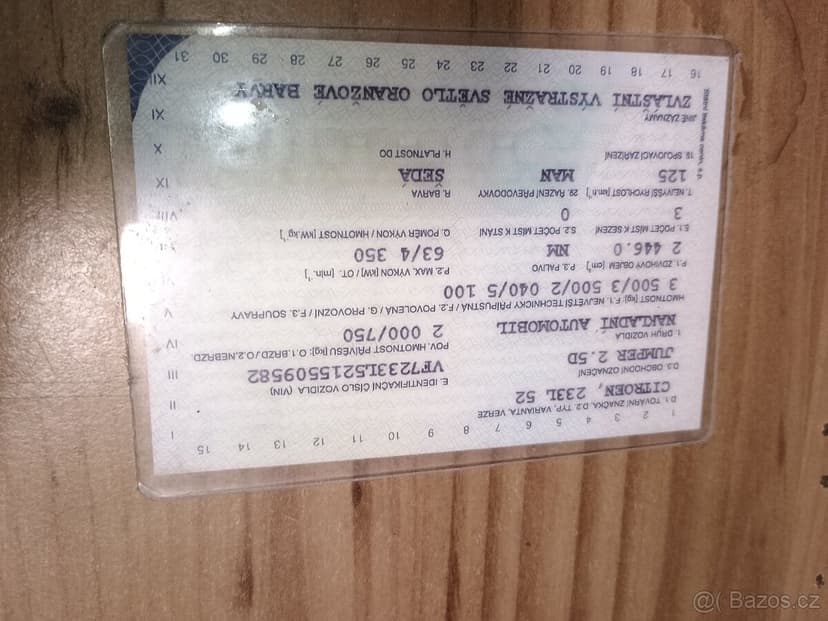 1 2 3 4 5 6 7 8 9 10 11 12 13 14 15
D.1. TOVÁRNÍ ZNAČKA, D.2. TYP, VARIANTA, VERZE
CITROEN, 233L 52
D.3. OBCHODNÍ OZNAČENÍ
JUMPER 2.5D
E. IDENTIFIKAČNÍ ČÍSLO VOZIDLA (VIN)
VF7233L5215509582
1. DRUH VOZIDLA
NÁKLADNÍ AUTOMOBIL
POV. HMOTNOST PŘÍVĚSU [kg]: O.1.BRZD./O.2.NEBRZD.
2 000/750
HMOTNOST [kg]: F.1. NEJVĚTŠÍ TECHNICKY PŘÍPUSTNÁ / F.2. POVOLENÁ / G. PROVOZNÍ / F.3. SOUPRAVY
3 500/3 500/2 040/5 100
P.1. ZDVIHOVÝ OBJEM [cm³] P.3. PALIVO P.2. MAX. VÝKON [kW] / OT. [min⁻¹]
2 446.0 NM 63/4 350
S.1. POČET MÍST K SEZENÍ S.2. POČET MÍST K STÁNÍ Q. POMĚR VÝKON / HMOTNOST [kW.kg⁻¹]
3 0
T. NEJVYŠŠÍ RYCHLOST [km.h⁻¹] 29. ŘAZENÍ PŘEVODOVKY R. BARVA
125 MAN ŠEDÁ
19. SPOJOVACÍ ZAŘÍZENÍ H. PLATNOST DO
JINÉ ZÁZNAMY
ZVLÁŠTNÍ VÝSTRAŽNÉ SVĚTLO ORANŽOVÉ BARVY
16 17 18 19 20 21 22 23 24 25 26 27 28 29 30 31
I
II
III
IV
V
VIII
IX
X
XI
XII
Bazos.cz